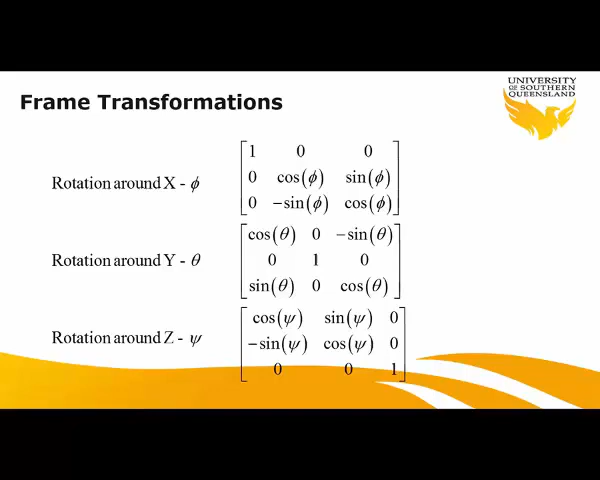 UNIVERSITY
OF SOUTHERN
QUEENSLAND
Frame Transformations
Rotation around X - ϕ
1 0 0
0 cos(ϕ) sin(ϕ)
0 −sin(ϕ) cos(ϕ)
Rotation around Y - θ
cos(θ) 0 −sin(θ)
0 1 0
sin(θ) 0 cos(θ)
Rotation around Z - ψ
cos(ψ) sin(ψ) 0
−sin(ψ) cos(ψ) 0
0 0 1